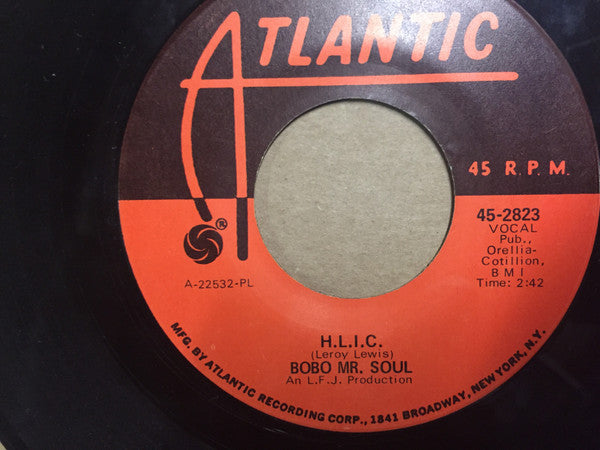 ATLANTIC
45 R.P.M.
®
45-2823
VOCAL
Pub.,
Orellia-
Cotillion,
BMI
Time: 2:42
A-22532-PL
H.L.I.C.
(Leroy Lewis)
BOBO MR. SOUL
An L.F.J. Production
MFG. BY ATLANTIC RECORDING CORP., 1841 BROADWAY, NEW YORK, N.Y.